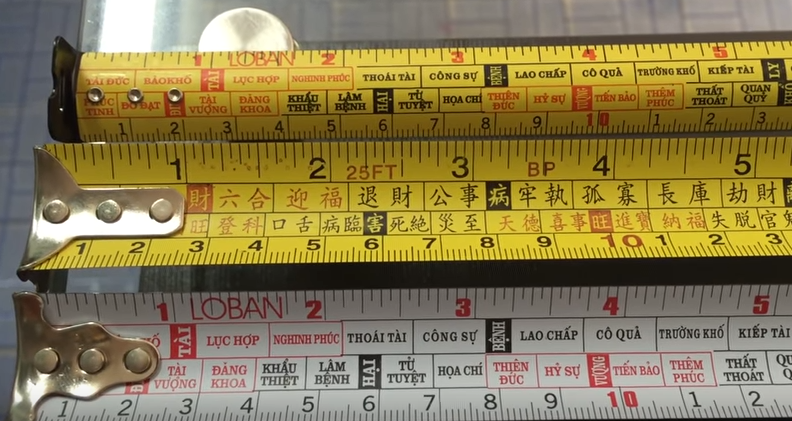 1 LOBAN 3 4 5
TÀI ĐỨC BẢO KHỐ TÀI LỤC HỢP NGHINH PHÚC THOÁI TÀI CÔNG SỰ BỆNH LAO CHẤP CÔ QUẢ TRƯỜNG KHỐ KIẾP TÀI LY
PHÚC TINH ĐỖ ĐẠT TÀI VƯỢNG ĐĂNG KHOA KHẨU THIỆT LÂM BỆNH HẠI TỬ TUYỆT HỌA CHÍ THIÊN ĐỨC HỶ SỰ VƯỢNG TIẾN BẢO THÊM PHÚC THẤT THOÁT QUAN QUỶ
1 2 3 4 5 6 7 8 9 10 1 2 3
1 2 25FT 3 BP 4 5
財 六合 迎福 退財 公事 病 牢執 孤寡 長庫 劫財
旺 登科 口舌 病臨 害 死絶 災至 天德 喜事 旺 進寶 納福 失脱 官鬼
1 2 3 4 5 6 7 8 9 10 1 2 3
1 LOBAN 2 3 4 5
TÀI LỤC HỢP NGHINH PHÚC THOÁI TÀI CÔNG SỰ BỆNH LAO CHẤP CÔ QUẢ TRƯỜNG KHỐ KIẾP TÀI
TÀI VƯỢNG ĐĂNG KHOA KHẨU THIỆT LÂM BỆNH HẠI TỬ TUYỆT HỌA CHÍ THIÊN ĐỨC HỶ SỰ VƯỢNG TIẾN BẢO THÊM PHÚC THẤT THOÁT
1 2 3 4 5 6 7 8 9 10 1 2